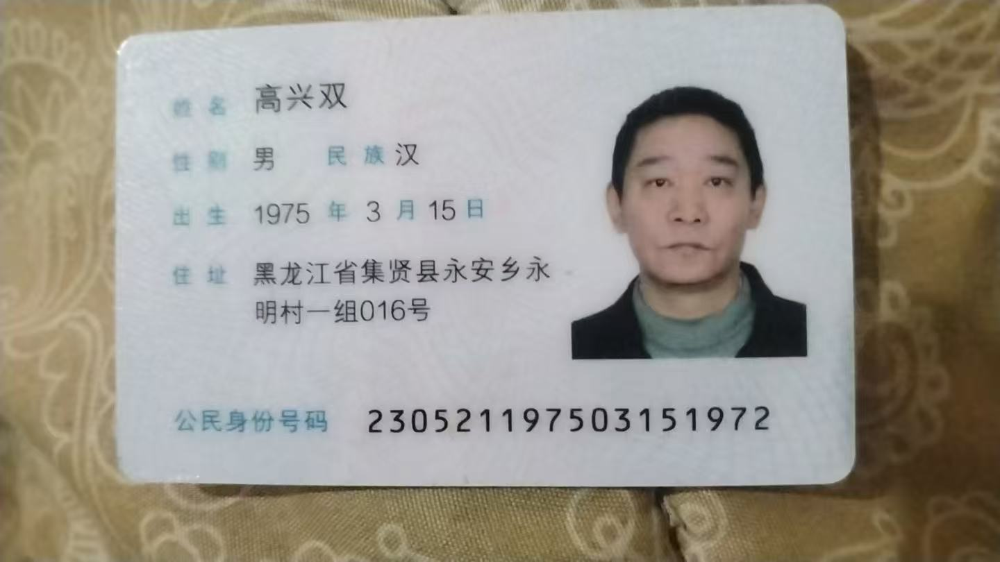 姓名 高兴双
性别 男 民族 汉
出生 1975 年 3 月 15 日
住址 黑龙江省集贤县永安乡永
明村一组016号
公民身份号码 230521197503151972